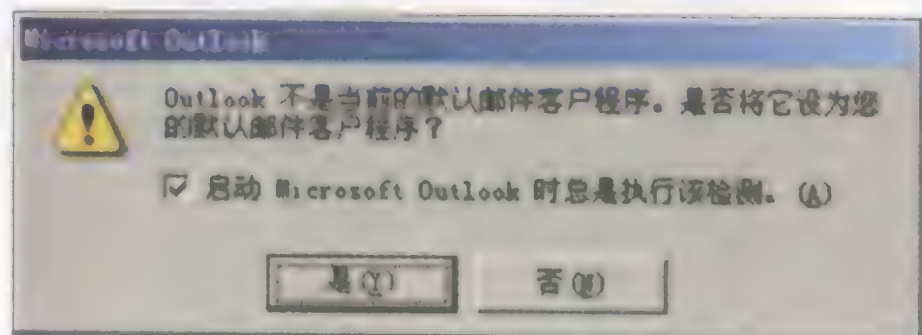 Microsoft Outlook
Outlook 不是当前的默认邮件客户程序。是否将它设为您
的默认邮件客户程序？
启动 Microsoft Outlook 时总是执行该检测。(A)
是(Y)
否(N)